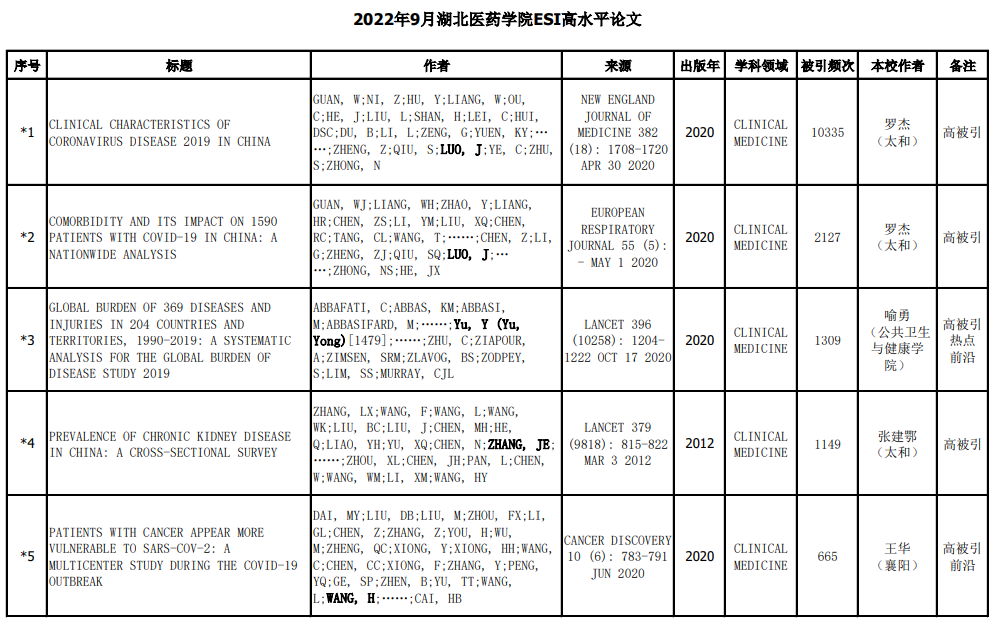 2022年9月湖北医药学院ESI高水平论文
序号 标题 作者 来源 出版年 学科领域 被引频次 本校作者 备注
*1
CLINICAL CHARACTERISTICS OF
CORONAVIRUS DISEASE 2019 IN CHINA
GUAN, W;NI, Z;HU, Y;LIANG, W;OU,
C;HE, J;LIU, L;SHAN, H;LEI, C;HUI,
DSC;DU, B;LI, L;ZENG, G;YUEN, KY;…
…;ZHENG, Z;QIU, S;LUO, J;YE, C;ZHU,
S;ZHONG, N
NEW ENGLAND
JOURNAL OF
MEDICINE 382
(18): 1708-1720
APR 30 2020
2020
CLINICAL
MEDICINE
10335
罗杰
（太和）
高被引
*2
COMORBIDITY AND ITS IMPACT ON 1590
PATIENTS WITH COVID-19 IN CHINA: A
NATIONWIDE ANALYSIS
GUAN, WJ;LIANG, WH;ZHAO, Y;LIANG,
HR;CHEN, ZS;LI, YM;LIU, XQ;CHEN,
RC;TANG, CL;WANG, T;……;CHEN, Z;LI,
G;ZHENG, ZJ;QIU, SQ;LUO, J;…
…;ZHONG, NS;HE, JX
EUROPEAN
RESPIRATORY
JOURNAL 55 (5):
- MAY 1 2020
2020
CLINICAL
MEDICINE
2127
罗杰
（太和）
高被引
*3
GLOBAL BURDEN OF 369 DISEASES AND
INJURIES IN 204 COUNTRIES AND
TERRITORIES, 1990-2019: A SYSTEMATIC
ANALYSIS FOR THE GLOBAL BURDEN OF
DISEASE STUDY 2019
ABBAFATI, C;ABBAS, KM;ABBASI,
M;ABBASIFARD, M;……;Yu, Y (Yu,
Yong)[1479];……;ZHU, C;ZIAPOUR,
A;ZIMSEN, SRM;ZLAVOG, BS;ZODPEY,
S;LIM, SS;MURRAY, CJL
LANCET 396
(10258): 1204-
1222 OCT 17 2020
2020
CLINICAL
MEDICINE
1309
喻勇
（公共卫生
与健康学
院）
高被引
热点
前沿
*4
PREVALENCE OF CHRONIC KIDNEY DISEASE
IN CHINA: A CROSS-SECTIONAL SURVEY
ZHANG, LX;WANG, F;WANG, L;WANG,
WK;LIU, BC;LIU, J;CHEN, MH;HE,
Q;LIAO, YH;YU, XQ;CHEN, N;ZHANG, JE;
……;ZHOU, XL;CHEN, JH;PAN, L;CHEN,
W;WANG, WM;LI, XM;WANG, HY
LANCET 379
(9818): 815-822
MAR 3 2012
2012
CLINICAL
MEDICINE
1149
张建鄂
（太和）
高被引
*5
PATIENTS WITH CANCER APPEAR MORE
VULNERABLE TO SARS-COV-2: A
MULTICENTER STUDY DURING THE COVID-19
OUTBREAK
DAI, MY;LIU, DB;LIU, M;ZHOU, FX;LI,
GL;CHEN, Z;ZHANG, Z;YOU, H;WU,
M;ZHENG, QC;XIONG, Y;XIONG, HH;WANG,
C;CHEN, CC;XIONG, F;ZHANG, Y;PENG,
YQ;GE, SP;ZHEN, B;YU, TT;WANG,
L;WANG, H;……;CAI, HB
CANCER DISCOVERY
10 (6): 783-791
JUN 2020
2020
CLINICAL
MEDICINE
665
王华
（襄阳）
高被引
前沿